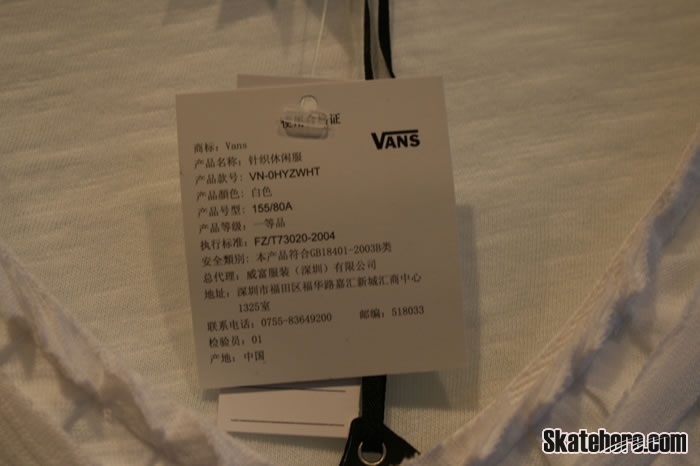 使用合格证
VANS
商标: Vans
产品名称: 针织休闲服
产品款号: VN-0HYZWHT
产品颜色: 白色
产品号型: 155/80A
产品等级: 一等品
执行标准: FZ/T73020-2004
安全类别: 本产品符合GB18401-2003B类
总代理: 威富服装（深圳）有限公司
地址: 深圳市福田区福华路嘉汇新城汇商中心
1325室
联系电话: 0755-83649200 邮编: 518033
检验员: 01
产地: 中国
Skatehere.com